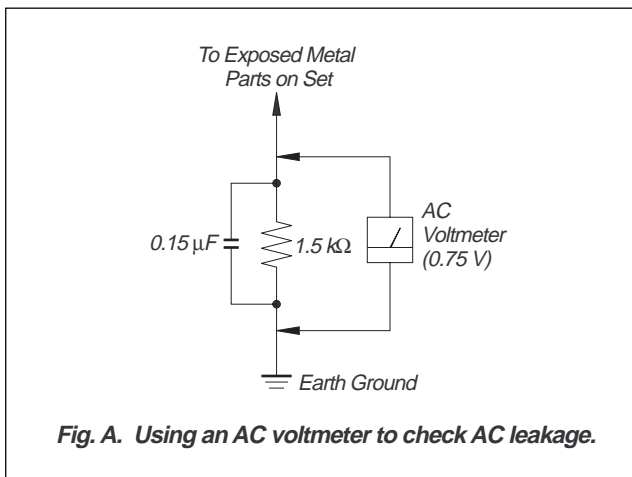 To Exposed Metal
Parts on Set
0.15 µF
1.5 kΩ
AC
Voltmeter
(0.75 V)
Earth Ground
Fig. A. Using an AC voltmeter to check AC leakage.